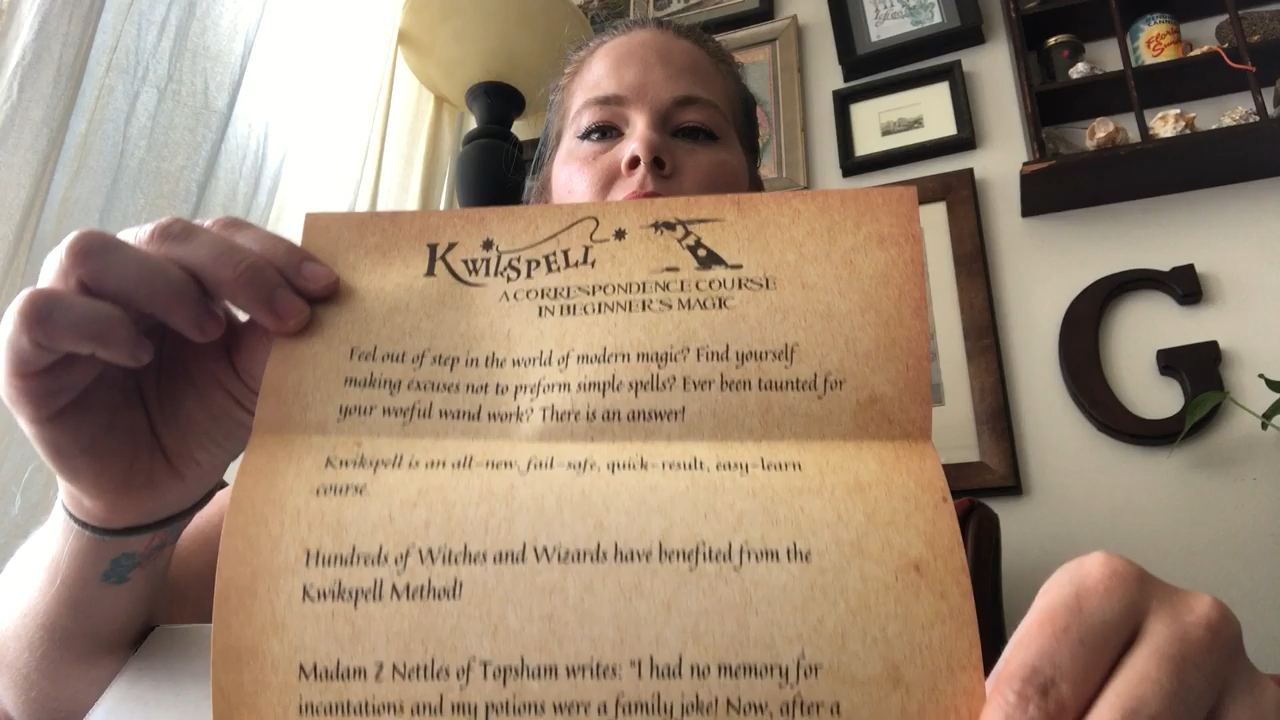 KWIKSPELL
A CORRESPONDENCE COURSE
IN BEGINNER'S MAGIC
Feel out of step in the world of modern magic? Find yourself
making excuses not to preform simple spells? Ever been taunted for
your woeful wand work? There is an answer!
Kwikspell is an all-new, fail-safe, quick-result, easy-learn
course.
Hundreds of Witches and Wizards have benefited from the
Kwikspell Method!
Madam Z Nettles of Topsham writes: "I had no memory for
incantations and my potions were a family joke! Now, after a
G